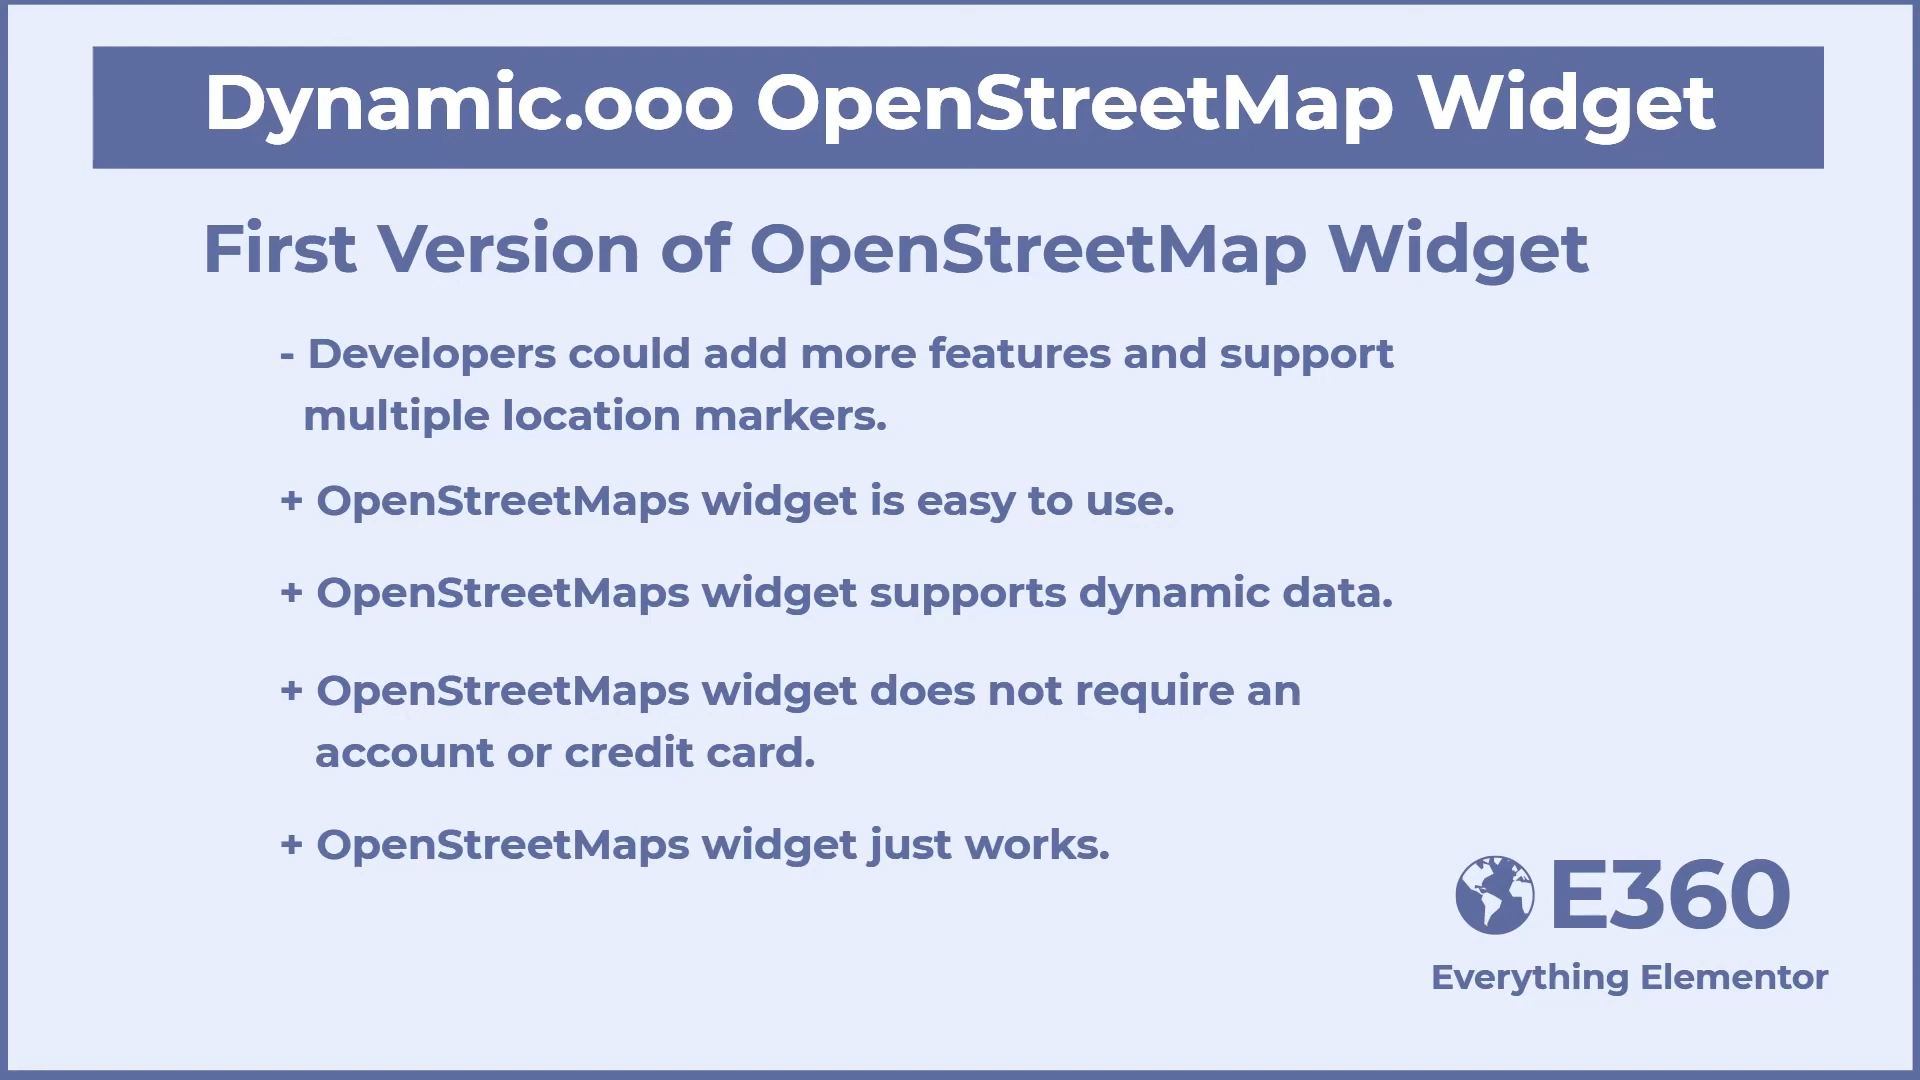 Dynamic.ooo OpenStreetMap Widget
First Version of OpenStreetMap Widget
- Developers could add more features and support
multiple location markers.
+ OpenStreetMaps widget is easy to use.
+ OpenStreetMaps widget supports dynamic data.
+ OpenStreetMaps widget does not require an
account or credit card.
+ OpenStreetMaps widget just works.
E360
Everything Elementor